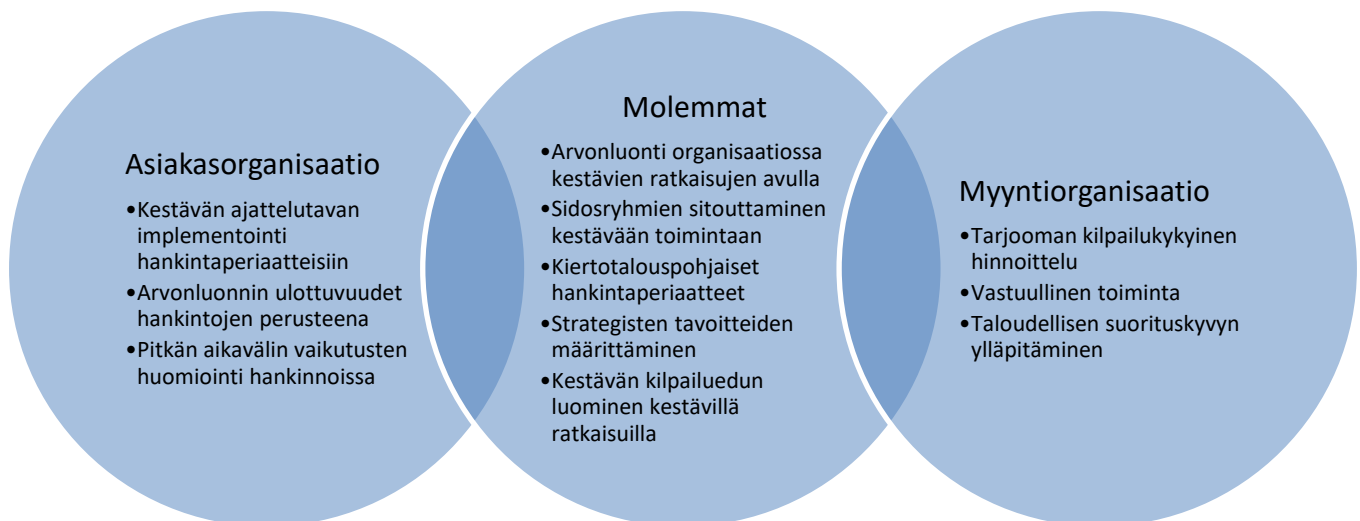 Asiakasorganisaatio
•Kestävän ajattelutavan
implementointi
hankintaperiaatteisiin
•Arvonluonnin ulottuvuudet
hankintojen perusteena
•Pitkän aikavälin vaikutusten
huomiointi hankinnoissa
Molemmat
•Arvonluonti organisaatiossa
kestävien ratkaisujen avulla
•Sidosryhmien sitouttaminen
kestävään toimintaan
•Kiertotalouspohjaiset
hankintaperiaatteet
•Strategisten tavoitteiden
määrittäminen
•Kestävän kilpailuedun
luominen kestävillä
ratkaisuilla
Myyntiorganisaatio
•Tarjooman kilpailukykyinen
hinnoittelu
•Vastuullinen toiminta
•Taloudellisen suorituskyvyn
ylläpitäminen